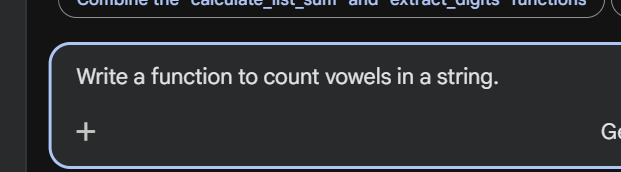 Combine the "calculate_list_sum" and "extract_digits" functions
Write a function to count vowels in a string.